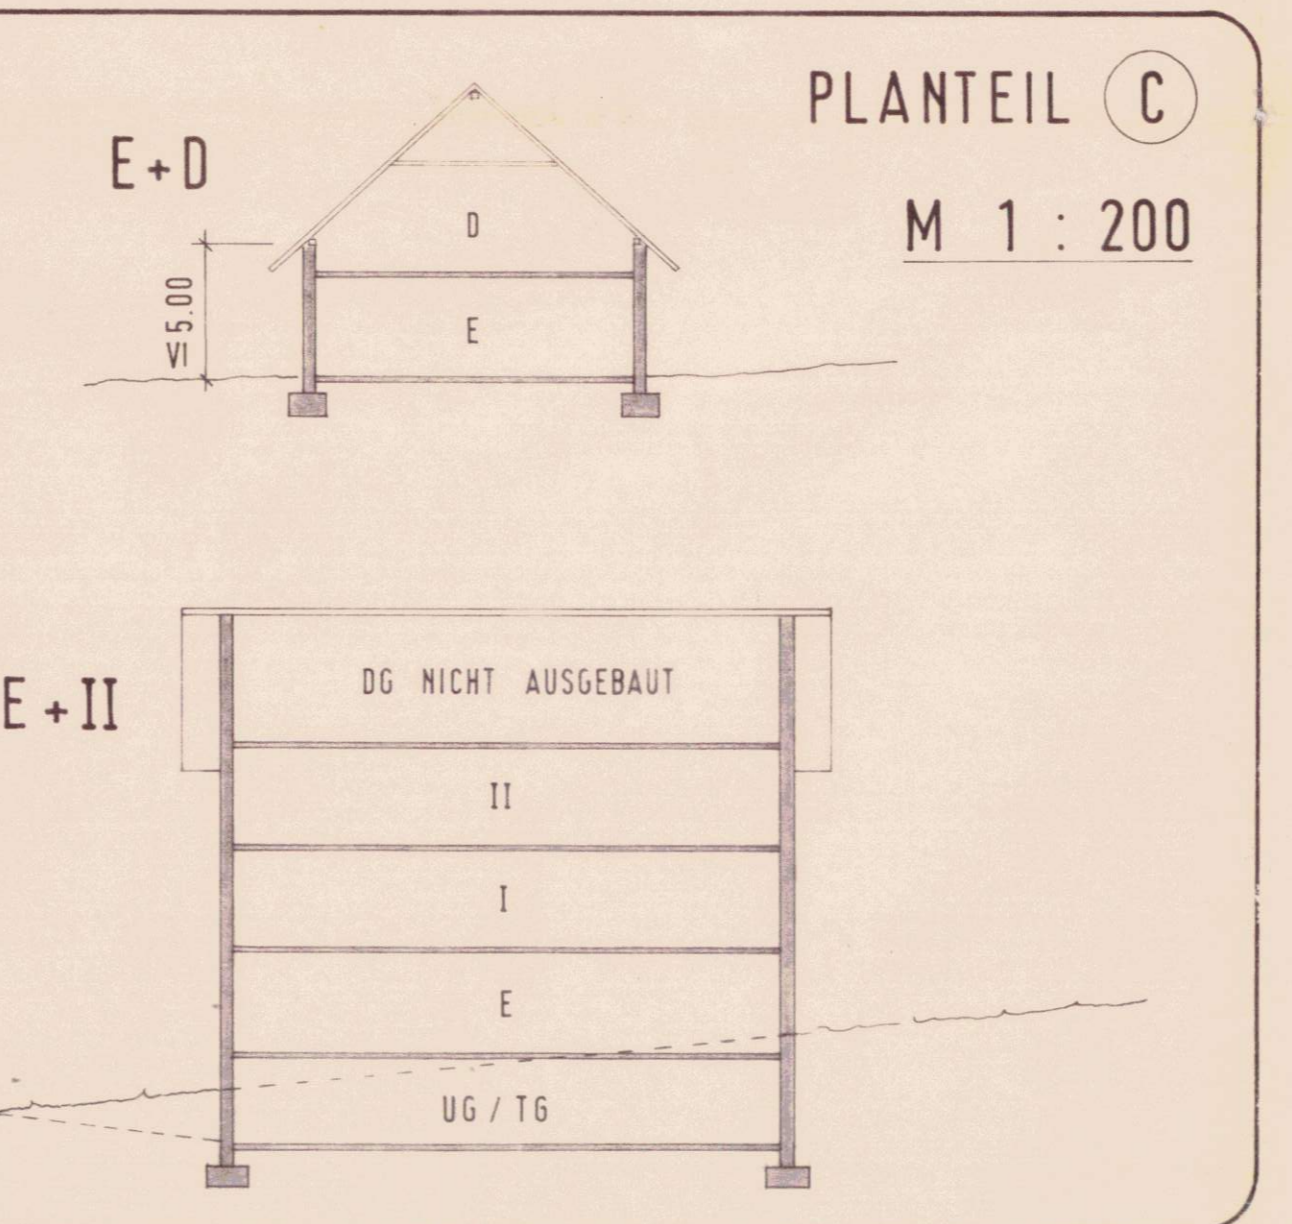 PLANTEIL C
M 1 : 200
E + D
D
E
≤ 5.00
E + II
DG NICHT AUSGEBAUT
II
I
E
UG / TG